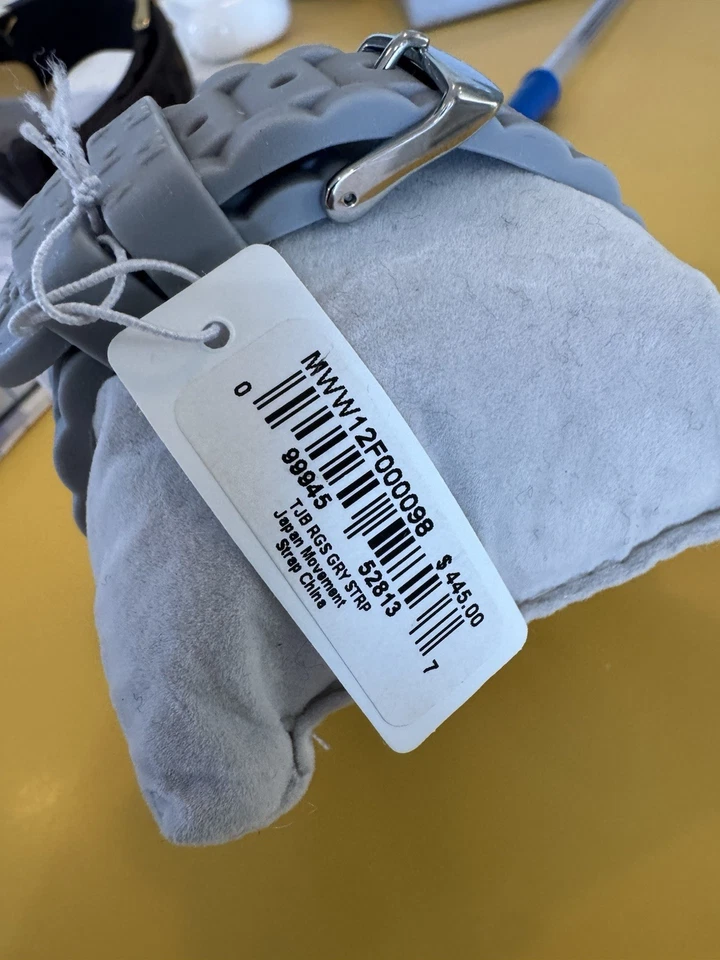 MWW12F000098 $445.00
0 99945 52813 7
TJB RGS GRY STRP
Japan Movement
Strap China